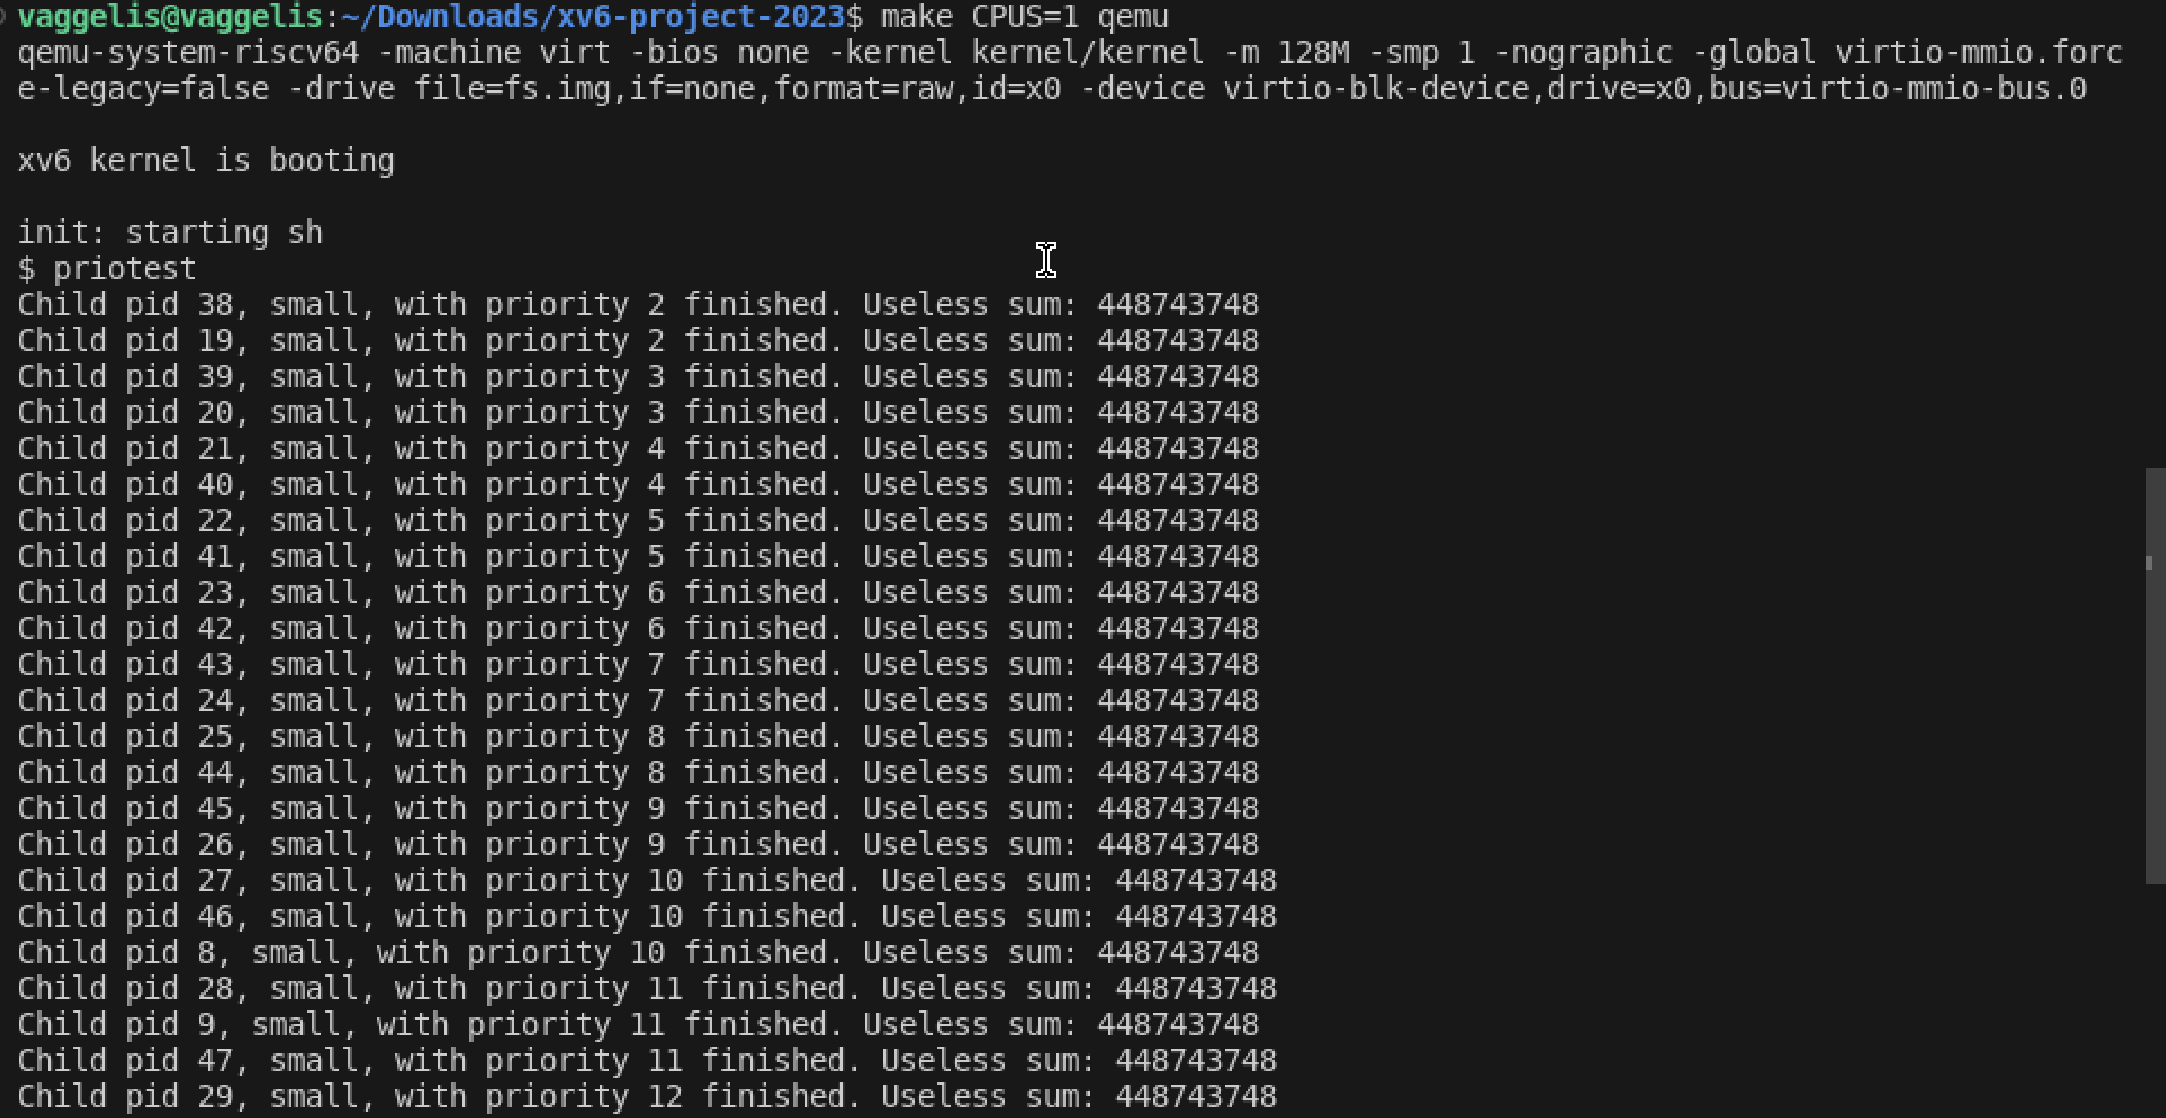 vaggelis@vaggelis:~/Downloads/xv6-project-2023$ make CPUS=1 qemu
qemu-system-riscv64 -machine virt -bios none -kernel kernel/kernel -m 128M -smp 1 -nographic -global virtio-mmio.forc
e-legacy=false -drive file=fs.img,if=none,format=raw,id=x0 -device virtio-blk-device,drive=x0,bus=virtio-mmio-bus.0
xv6 kernel is booting
init: starting sh
$ priotest
Child pid 38, small, with priority 2 finished. Useless sum: 448743748
Child pid 19, small, with priority 2 finished. Useless sum: 448743748
Child pid 39, small, with priority 3 finished. Useless sum: 448743748
Child pid 20, small, with priority 3 finished. Useless sum: 448743748
Child pid 21, small, with priority 4 finished. Useless sum: 448743748
Child pid 40, small, with priority 4 finished. Useless sum: 448743748
Child pid 22, small, with priority 5 finished. Useless sum: 448743748
Child pid 41, small, with priority 5 finished. Useless sum: 448743748
Child pid 23, small, with priority 6 finished. Useless sum: 448743748
Child pid 42, small, with priority 6 finished. Useless sum: 448743748
Child pid 43, small, with priority 7 finished. Useless sum: 448743748
Child pid 24, small, with priority 7 finished. Useless sum: 448743748
Child pid 25, small, with priority 8 finished. Useless sum: 448743748
Child pid 44, small, with priority 8 finished. Useless sum: 448743748
Child pid 45, small, with priority 9 finished. Useless sum: 448743748
Child pid 26, small, with priority 9 finished. Useless sum: 448743748
Child pid 27, small, with priority 10 finished. Useless sum: 448743748
Child pid 46, small, with priority 10 finished. Useless sum: 448743748
Child pid 8, small, with priority 10 finished. Useless sum: 448743748
Child pid 28, small, with priority 11 finished. Useless sum: 448743748
Child pid 9, small, with priority 11 finished. Useless sum: 448743748
Child pid 47, small, with priority 11 finished. Useless sum: 448743748
Child pid 29, small, with priority 12 finished. Useless sum: 448743748